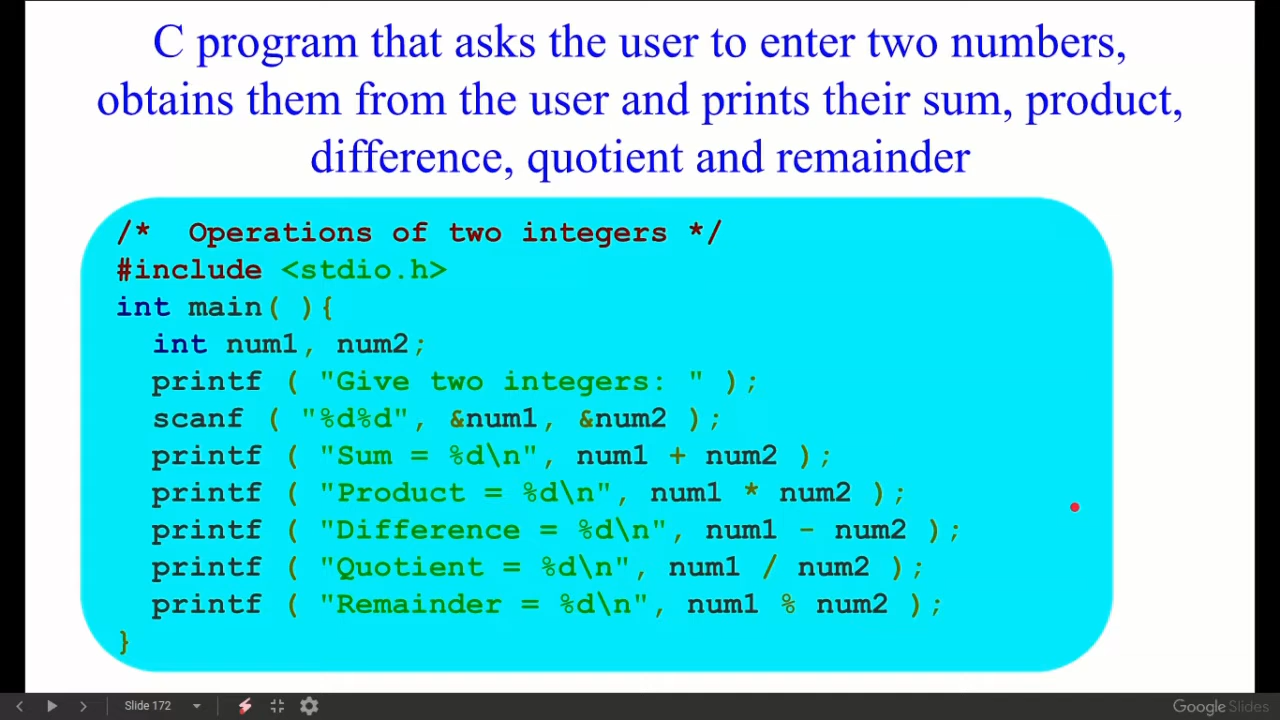 C program that asks the user to enter two numbers,
obtains them from the user and prints their sum, product,
difference, quotient and remainder
/*  Operations of two integers */
#include <stdio.h>
int main( ){
  int num1, num2;
  printf ( "Give two integers: " );
  scanf ( "%d%d", &num1, &num2 );
  printf ( "Sum = %d\n", num1 + num2 );
  printf ( "Product = %d\n", num1 * num2 );
  printf ( "Difference = %d\n", num1 - num2 );
  printf ( "Quotient = %d\n", num1 / num2 );
  printf ( "Remainder = %d\n", num1 % num2 );
}
Slide 172
Google Slides